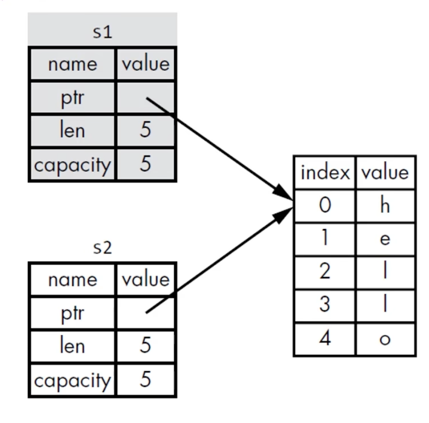 s1
name value
ptr
len 5
capacity 5
s2
name value
ptr
len 5
capacity 5
index value
0 h
1 e
2 l
3 l
4 o